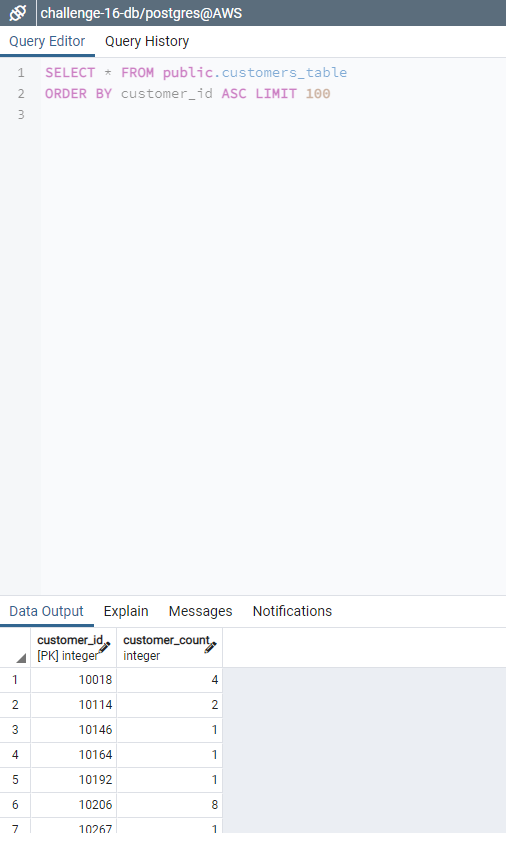 challenge-16-db/postgres@AWS
Query Editor Query History
1 SELECT * FROM public.customers_table
2 ORDER BY customer_id ASC LIMIT 100
3
Data Output Explain Messages Notifications
customer_id customer_count
[PK] integer integer
1 10018 4
2 10114 2
3 10146 1
4 10164 1
5 10192 1
6 10206 8
7 10267 1